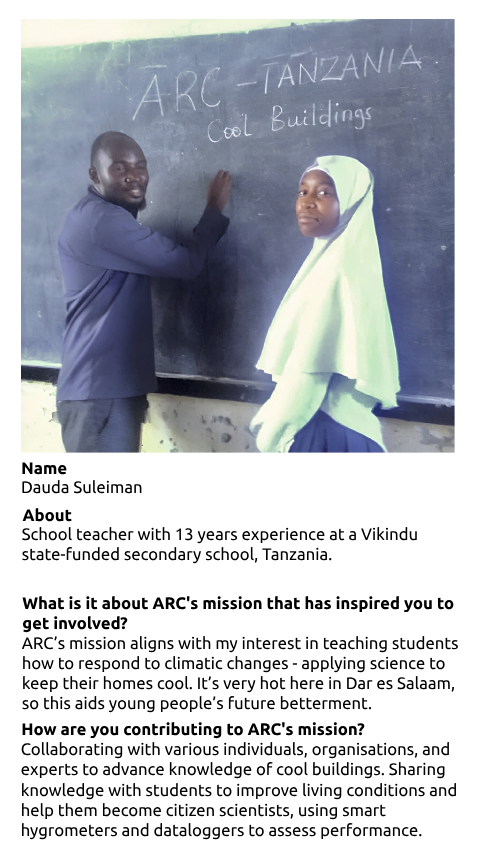 ARC - TANZANIA.
Cool Buildings
Name
Dauda Suleiman
About
School teacher with 13 years experience at a Vikindu
state-funded secondary school, Tanzania.
What is it about ARC's mission that has inspired you to
get involved?
ARC’s mission aligns with my interest in teaching students
how to respond to climatic changes - applying science to
keep their homes cool. It’s very hot here in Dar es Salaam,
so this aids young people’s future betterment.
How are you contributing to ARC's mission?
Collaborating with various individuals, organisations, and
experts to advance knowledge of cool buildings. Sharing
knowledge with students to improve living conditions and
help them become citizen scientists, using smart
hygrometers and dataloggers to assess performance.